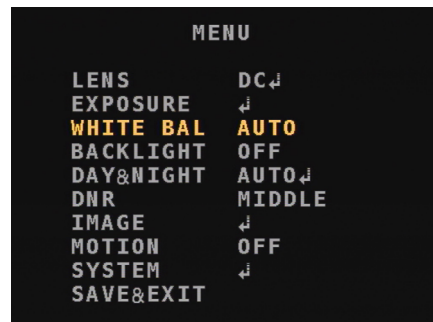 MENU
LENS DC↲
EXPOSURE ↲
WHITE BAL AUTO
BACKLIGHT OFF
DAY&NIGHT AUTO↲
DNR MIDDLE
IMAGE ↲
MOTION OFF
SYSTEM ↲
SAVE&EXIT